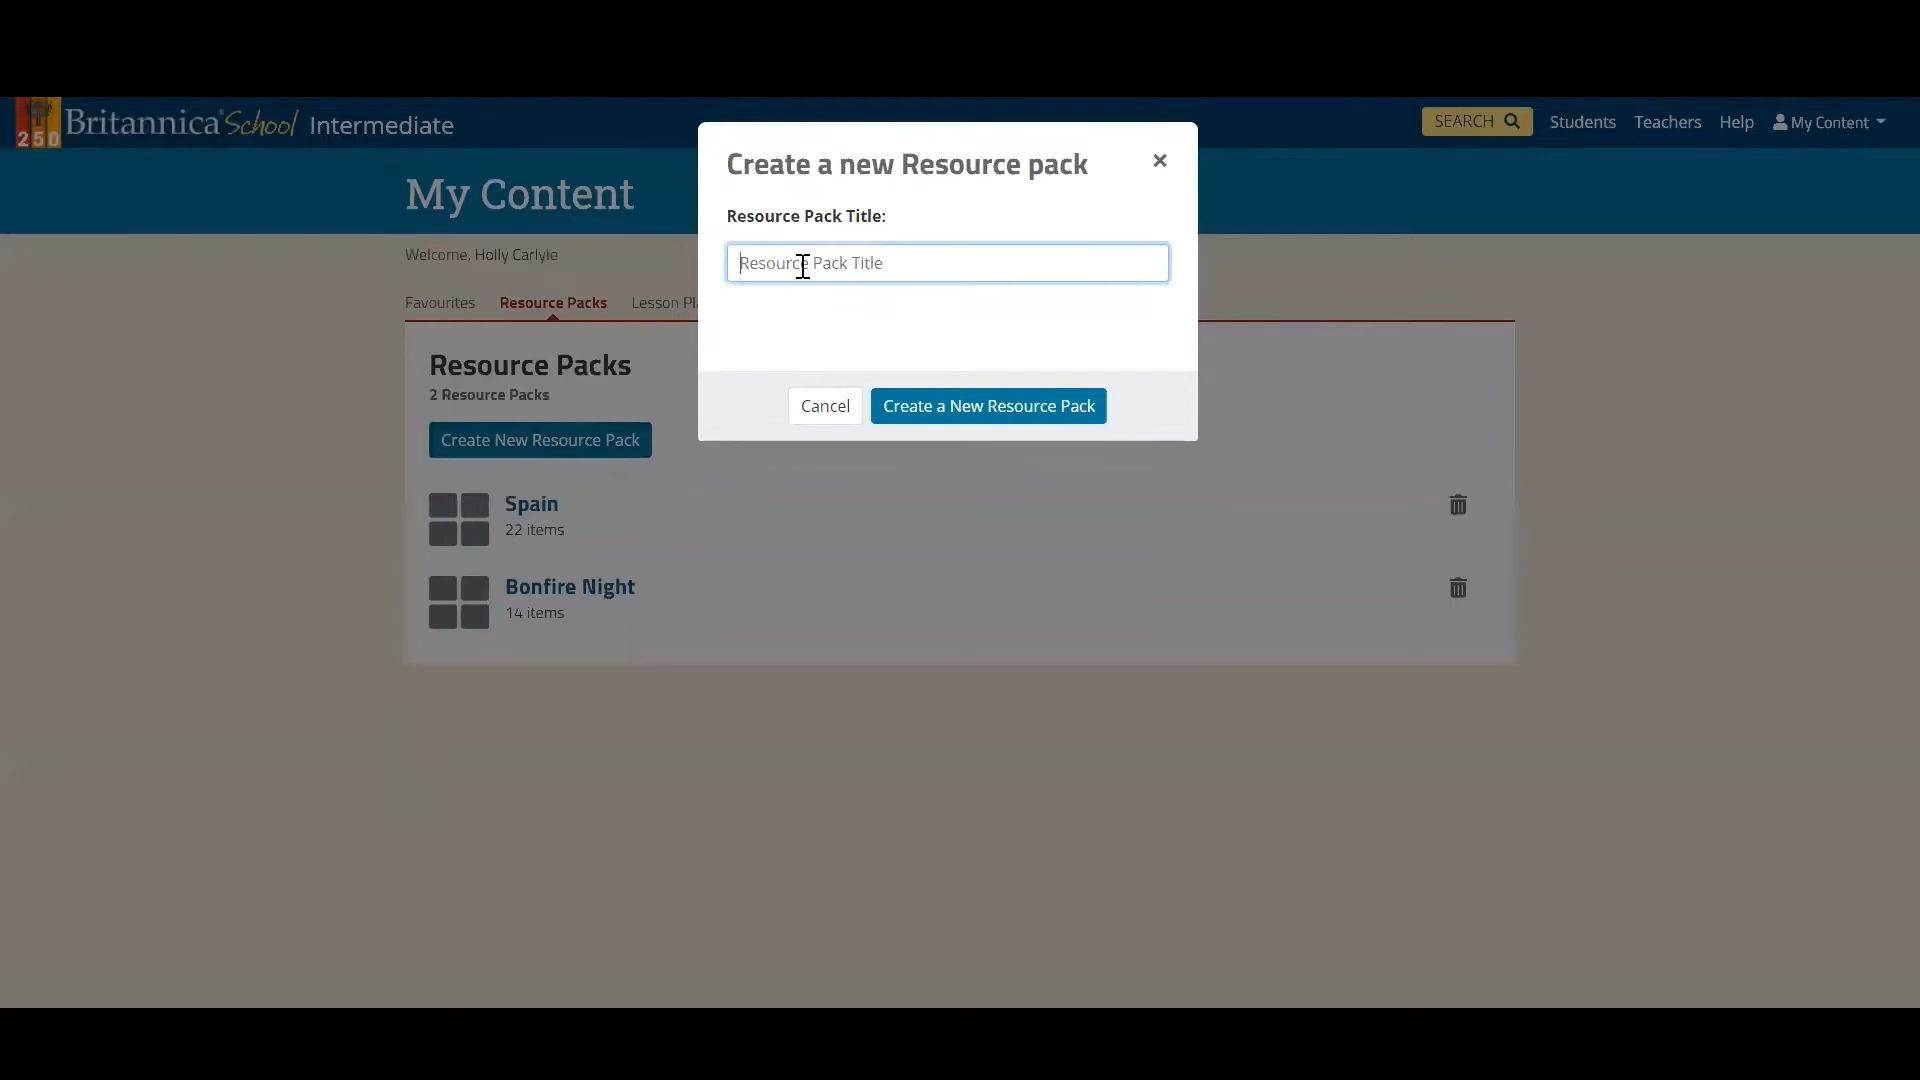 250 Britannica School Intermediate
SEARCH Students Teachers Help My Content
My Content
Welcome, Holly Carlyle
Favourites Resource Packs Lesson Pl
Resource Packs
2 Resource Packs
Create New Resource Pack
Spain
22 items
Bonfire Night
14 items
Create a new Resource pack ×
Resource Pack Title:
Resource Pack Title
Cancel Create a New Resource Pack